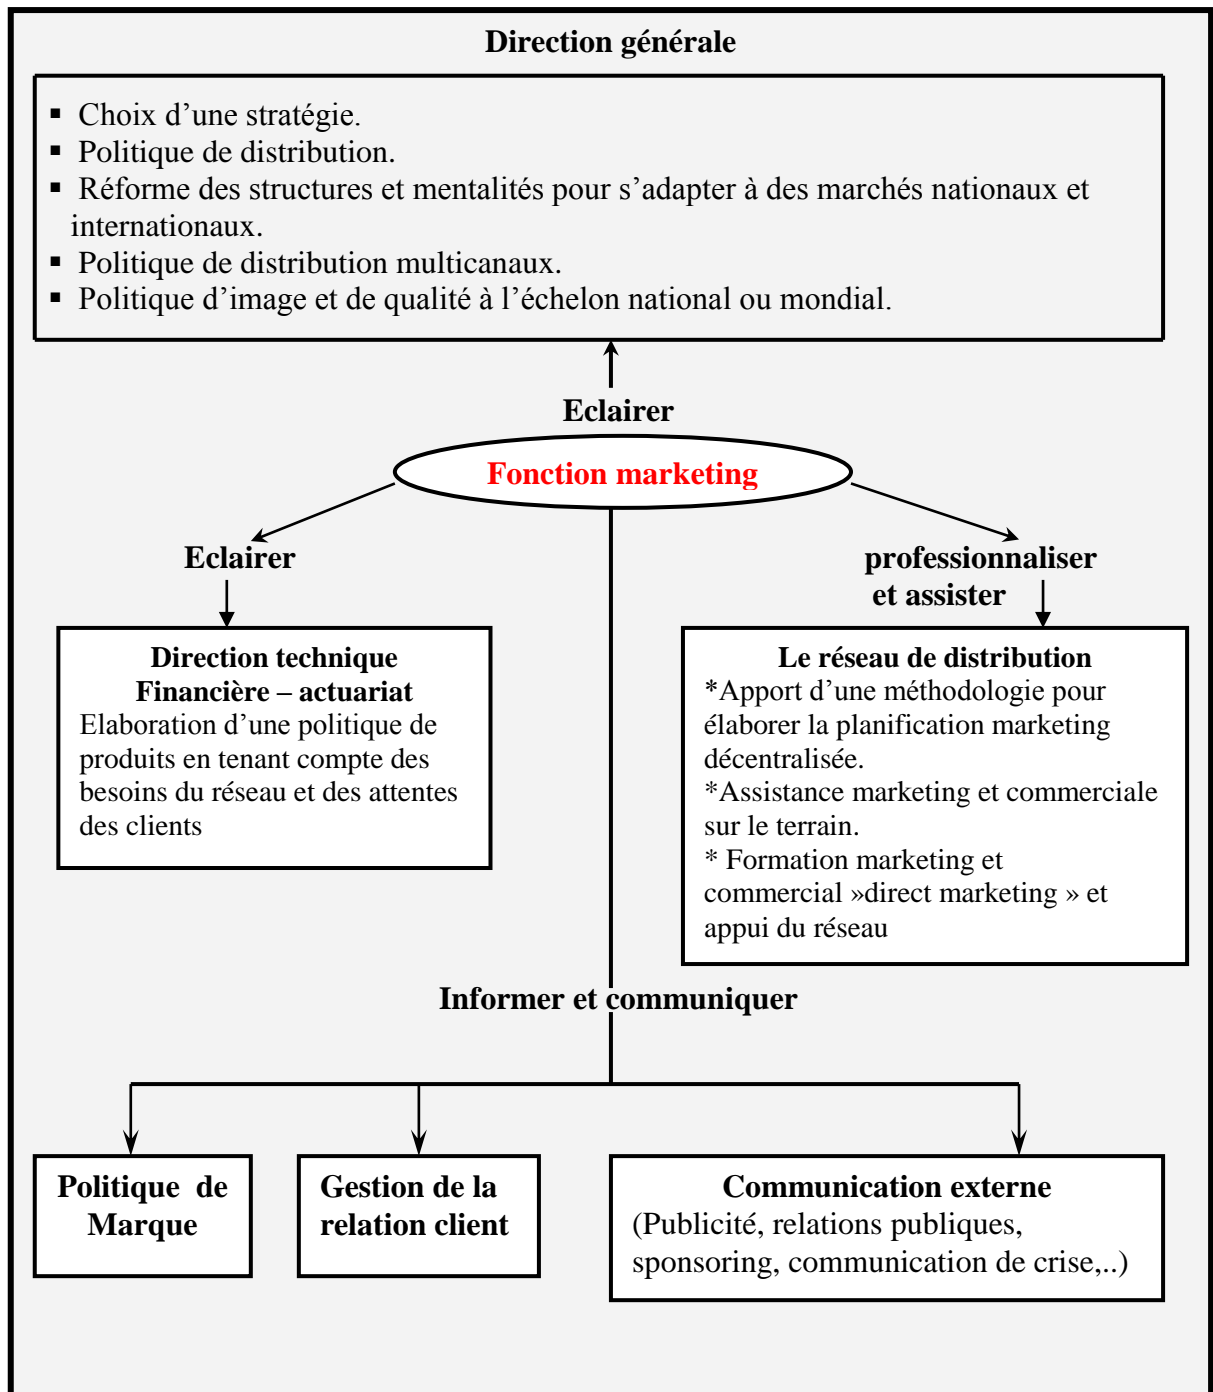 Direction générale
▪ Choix d’une stratégie.
▪ Politique de distribution.
▪ Réforme des structures et mentalités pour s’adapter à des marchés nationaux et
internationaux.
▪ Politique de distribution multicanaux.
▪ Politique d’image et de qualité à l’échelon national ou mondial.
Eclairer
Fonction marketing
Eclairer
professionnaliser
et assister
Direction technique
Financière – actuariat
Elaboration d’une politique de
produits en tenant compte des
besoins du réseau et des attentes
des clients
Le réseau de distribution
*Apport d’une méthodologie pour
élaborer la planification marketing
décentralisée.
*Assistance marketing et commerciale
sur le terrain.
* Formation marketing et
commercial »direct marketing » et
appui du réseau
Informer et communiquer
Politique de
Marque
Gestion de la
relation client
Communication externe
(Publicité, relations publiques,
sponsoring, communication de crise,..)